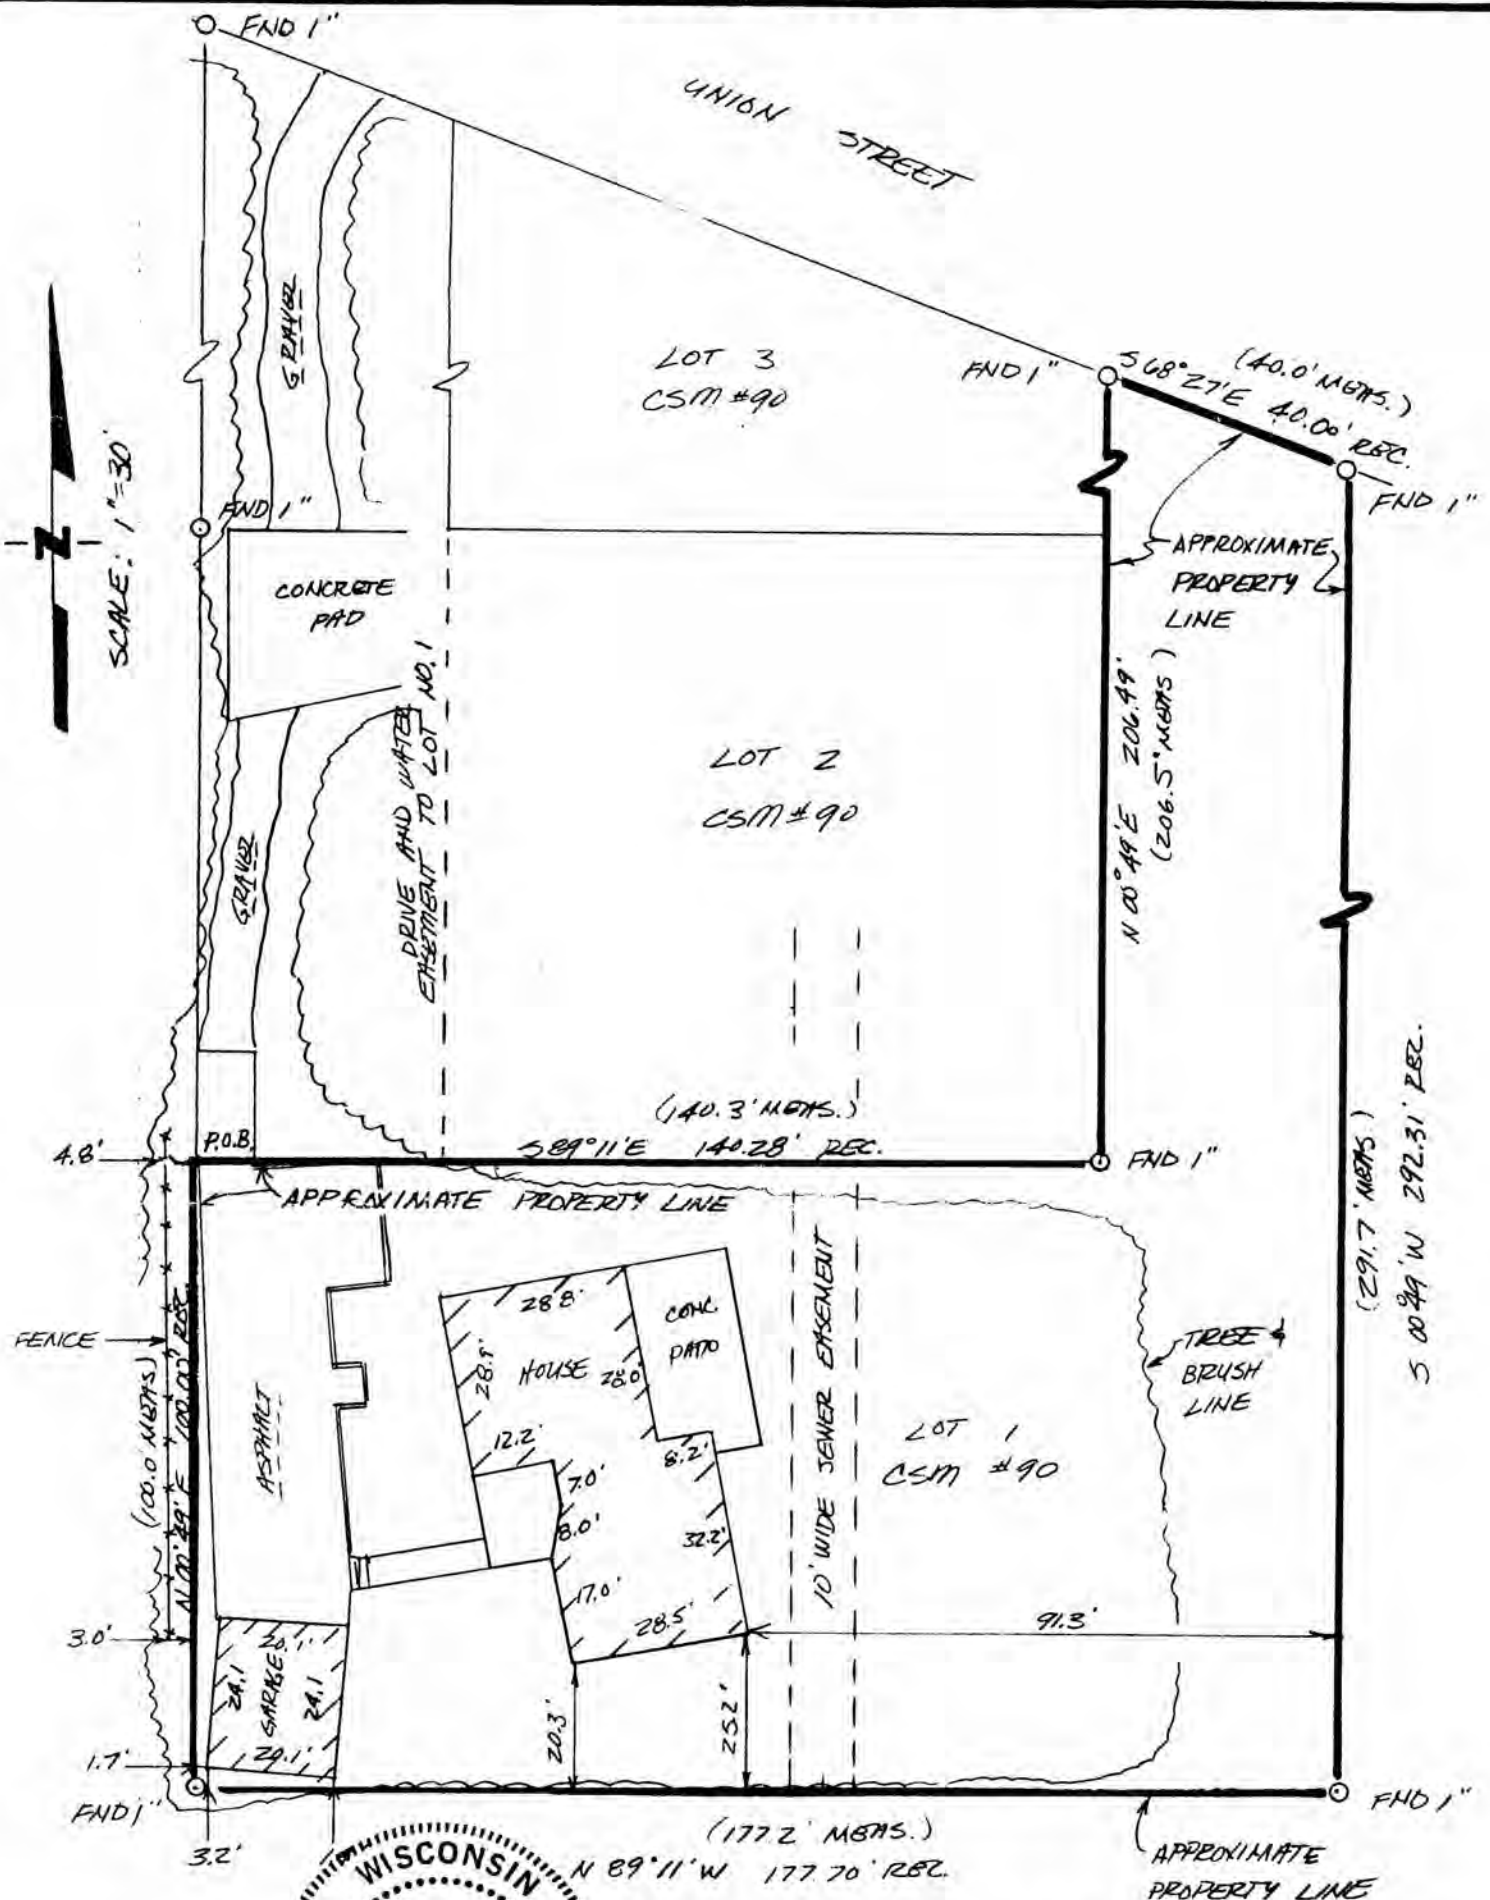 FND 1"
UNION STREET
GRAVEL
LOT 3
CSM #90
FND 1"
S 68° 27' E
(40.0' MEAS.)
40.00' REC.
FND 1"
SCALE: 1"=30'
N
FND 1"
CONCRETE
PAD
APPROXIMATE
PROPERTY
LINE
DRIVE AND WATER
EASEMENT TO LOT NO. 1
LOT 2
CSM #90
N 00° 49' E 206.49'
(206.5' MEAS)
GRAVEL
(140.3' MEAS.)
S 89° 11' E 140.28' REC.
P.O.B.
4.8'
FND 1"
APPROXIMATE PROPERTY LINE
(291.7' MEAS)
S 00° 49' W 292.31' REC.
FENCE
(100.0 MEAS)
N 00° 49' E 100.00' REC.
ASPHALT
28.8'
28.9'
HOUSE
28.0'
CONC
PATIO
12.2'
7.0'
8.0'
8.2'
32.2'
17.0'
28.5'
10' WIDE SEWER EASEMENT
LOT 1
CSM #90
TREE &
BRUSH
LINE
91.3'
3.0'
20.1'
24.1
GARAGE
24.1
20.1'
20.3'
25.2'
1.7'
FND 1"
3.2'
FND 1"
(177.2' MEAS.)
N 89° 11' W 177.70' REC.
APPROXIMATE
PROPERTY LINE
WISCONSIN